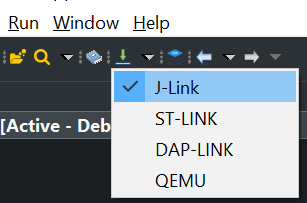 Run Window Help
[Active - Deb
J-Link
ST-LINK
DAP-LINK
QEMU